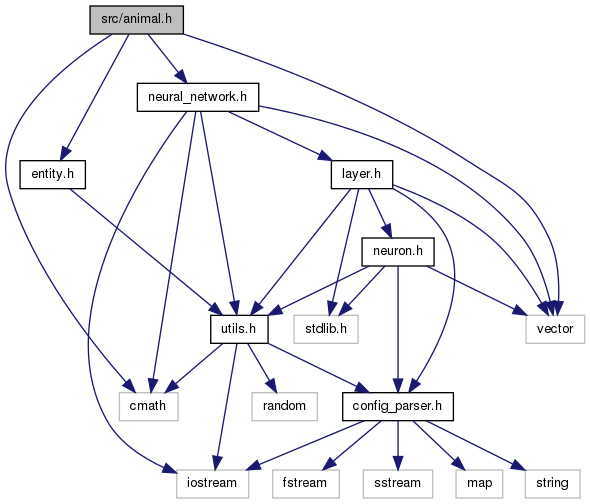 src/animal.h
neural_network.h
entity.h
layer.h
neuron.h
utils.h
stdlib.h
vector
cmath
random
config_parser.h
iostream
fstream
sstream
map
string